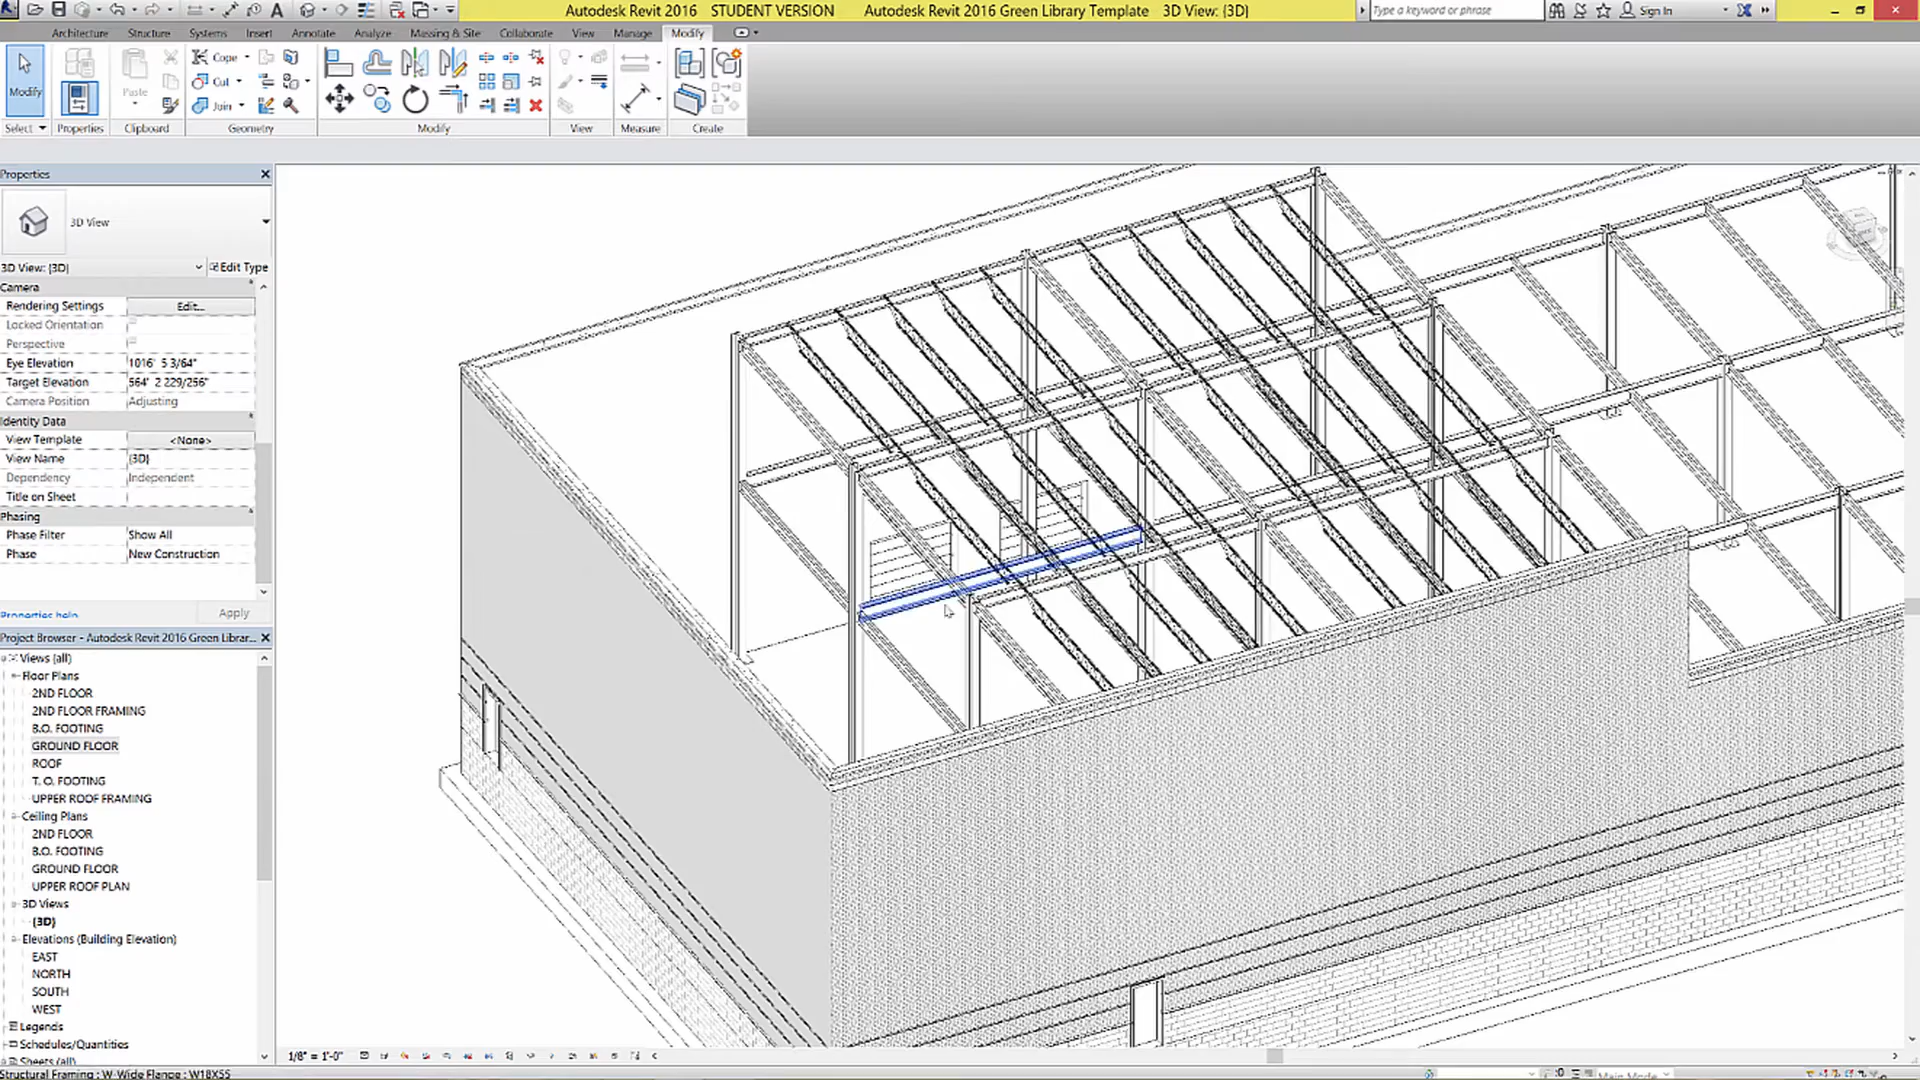 Autodesk Revit 2016 STUDENT VERSION Autodesk Revit 2016 Green Library Template 3D View: {3D}
Type a keyword or phrase
Sign In
Architecture Structure Systems Insert Annotate Analyze Massing & Site Collaborate View Manage Modify
Modify Paste Cope
Cut
Join
Select Properties Clipboard Geometry Modify View Measure Create
Properties
3D View
3D View: {3D} Edit Type
Camera
Rendering Settings Edit...
Locked Orientation
Perspective
Eye Elevation 1016' 5 3/64"
Target Elevation 564' 2 229/256"
Camera Position Adjusting
Identity Data
View Template <None>
View Name {3D}
Dependency Independent
Title on Sheet
Phasing
Phase Filter Show All
Phase New Construction
Properties help Apply
Project Browser - Autodesk Revit 2016 Green Librar...
Views (all)
Floor Plans
2ND FLOOR
2ND FLOOR FRAMING
B.O. FOOTING
GROUND FLOOR
ROOF
T. O. FOOTING
UPPER ROOF FRAMING
Ceiling Plans
2ND FLOOR
B.O. FOOTING
GROUND FLOOR
UPPER ROOF PLAN
3D Views
{3D}
Elevations (Building Elevation)
EAST
NORTH
SOUTH
WEST
Legends
Schedules/Quantities
Sheets (all)
1/8" = 1'-0"
Structural Framing : W-Wide Flange : W18X55
:0
Main Model